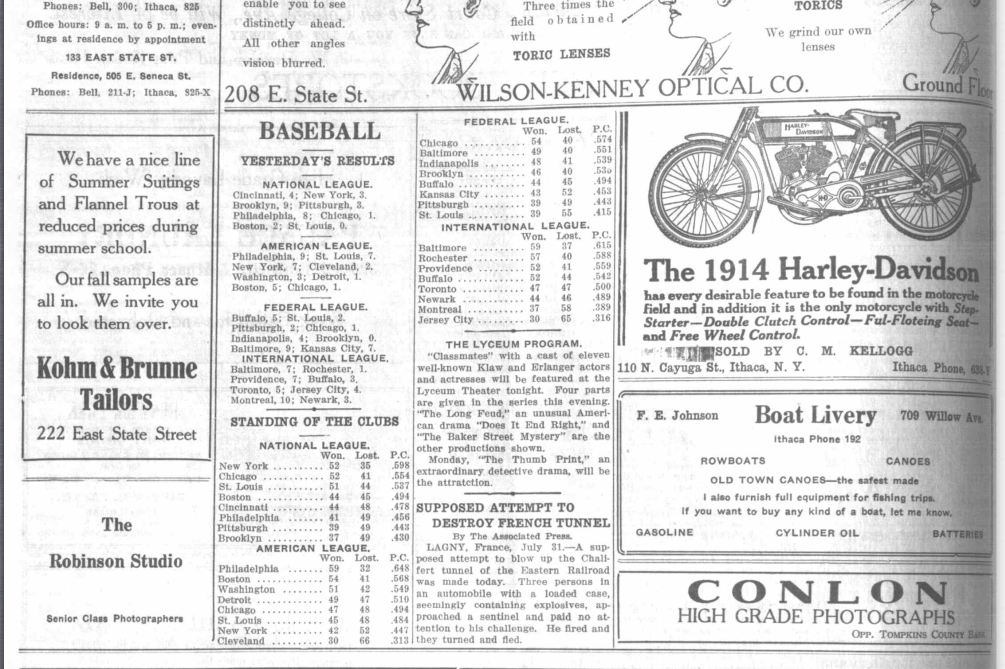 Phones: Bell, 300; Ithaca, 825
Office hours: 9 a. m. to 5 p. m.; eve-
nings at residence by appointment
133 EAST STATE ST.
Residence, 505 E. Seneca St.
Phones: Bell, 211-J; Ithaca, 825-X
We have a nice line
of Summer Suitings
and Flannel Trous at
reduced prices during
summer school.
Our fall samples are
all in. We invite you
to look them over.
Kohm & Brunne
Tailors
222 East State Street
The
Robinson Studio
Senior Class Photographers
enable you to see
distinctly ahead.
All other angles
vision blurred.
Three times the
field obtained
with
TORIC LENSES
TORICS
We grind our own
lenses
208 E. State St.
WILSON-KENNEY OPTICAL CO.
Ground Floor
BASEBALL
YESTERDAY'S RESULTS
NATIONAL LEAGUE.
Cincinnati, 4; New York, 3.
Brooklyn, 9; Pittsburg, 3.
Philadelphia, 8; Chicago, 1.
Boston, 2; St. Louis, 0.
AMERICAN LEAGUE.
Philadelphia, 9; St. Louis, 7.
New York, 7; Cleveland, 2.
Washington, 3; Detroit, 1.
Boston, 5; Chicago, 1.
FEDERAL LEAGUE.
Buffalo, 5; St. Louis, 2.
Pittsburg, 2; Chicago, 1.
Indianapolis, 4; Brooklyn, 0.
Baltimore, 9; Kansas City, 7.
INTERNATIONAL LEAGUE.
Baltimore, 7; Rochester, 1.
Providence, 7; Buffalo, 3.
Toronto, 5; Jersey City, 4.
Montreal, 10; Newark, 3.
STANDING OF THE CLUBS
NATIONAL LEAGUE.
Won. Lost. P.C.
New York .......... 52 35 .598
Chicago ........... 52 41 .554
St. Louis ......... 51 44 .537
Boston ............ 44 45 .494
Cincinnati ........ 44 48 .478
Philadelphia ...... 41 49 .456
Pittsburg ......... 39 49 .443
Brooklyn .......... 37 49 .430
AMERICAN LEAGUE.
Won. Lost. P.C.
Philadelphia ...... 59 32 .648
Boston ............ 54 41 .568
Washington ........ 51 42 .549
Detroit ........... 49 47 .510
Chicago ........... 47 48 .494
St. Louis ......... 45 48 .484
New York .......... 42 52 .447
Cleveland ......... 30 66 .313
FEDERAL LEAGUE.
Won. Lost. P.C.
Chicago ........... 54 40 .574
Baltimore ......... 49 40 .551
Indianapolis ...... 48 41 .539
Brooklyn .......... 46 40
Buffalo ........... 44 45 .494
Kansas City ....... 43 52 .453
Pittsburg ......... 39 49 .443
St. Louis ......... 39 55 .415
INTERNATIONAL LEAGUE.
Won. Lost. P.C.
Baltimore ......... 59 37 .615
Rochester ......... 57 40 .588
Providence ........ 52 41 .559
Buffalo ........... 52 44 .542
Toronto ........... 47 47 .500
Newark ............ 44 46 .489
Montreal .......... 37 58 .389
Jersey City ....... 30 65 .316
THE LYCEUM PROGRAM.
"Classmates" with a cast of eleven
well-known Klaw and Erlanger actors
and actresses will be featured at the
Lyceum Theater tonight. Four parts
are given in the series this evening.
"The Long Feud," an unusual Ameri-
can drama "Does It End Right," and
"The Baker Street Mystery" are the
other productions shown.
Monday, "The Thumb Print," an
extraordinary detective drama, will be
the attratction.
SUPPOSED ATTEMPT TO
DESTROY FRENCH TUNNEL
By The Associated Press.
LAGNY, France, July 31.—A sup-
posed attempt to blow up the Chali-
fert tunnel of the Eastern Railroad
was made today. Three persons in
an automobile with a loaded case,
seemingly containing explosives, ap-
proached a sentinel and paid no at-
tention to his challenge. He fired and
they turned and fled.
HARLEY-
DAVIDSON
The 1914 Harley-Davidson
has every desirable feature to be found in the motorcycle
field and in addition it is the only motorcycle with Step-
Starter—Double Clutch Control—Ful-Floteing Seat—
and Free Wheel Control.
SOLD BY C. M. KELLOGG
110 N. Cayuga St., Ithaca, N. Y. Ithaca Phone,
F. E. Johnson Boat Livery 709 Willow Ave.
Ithaca Phone 192
ROWBOATS CANOES
OLD TOWN CANOES—the safest made
I also furnish full equipment for fishing trips.
If you want to buy any kind of a boat, let me know.
GASOLINE CYLINDER OIL BATTERIES
CONLON
HIGH GRADE PHOTOGRAPHS
OPP. TOMPKINS COUNTY BANK